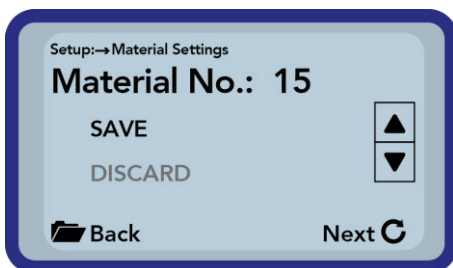 Setup:→Material Settings
Material No.: 15
SAVE
DISCARD
Back Next